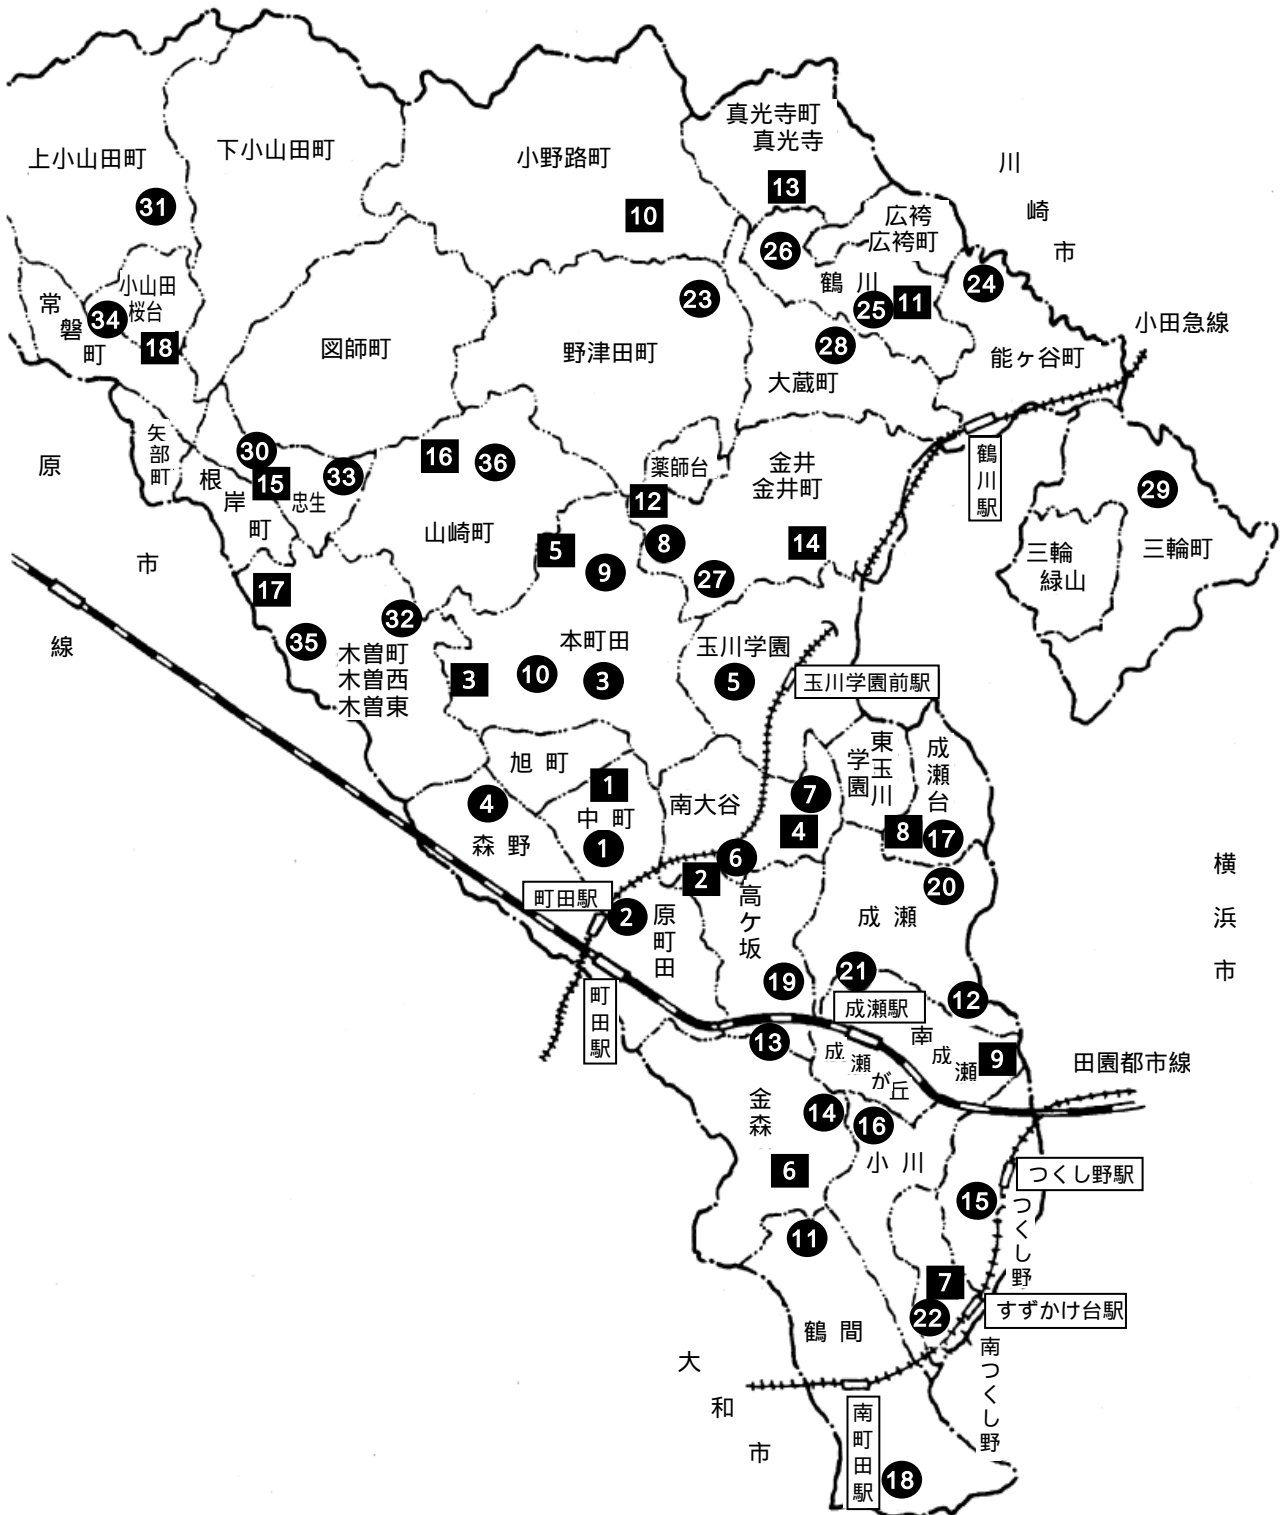 真光寺町
真光寺
上小山田町
下小山田町
小野路町
川
崎
市
13
31
10
広袴
広袴町
26
鶴川
24
小山田
桜台
常
磐
町
34
18
23
25
11
小田急線
28
図師町
野津田町
大蔵町
能ヶ谷町
矢部町
原
市
線
30
根
岸
町
15
33
忠生
16
36
薬師台
金井
金井町
鶴川駅
29
12
山崎町
5
8
14
三輪
緑山
三輪町
9
27
17
32
35
木曽町
木曽西
木曽東
本町田
玉川学園
3
10
3
5
玉川学園前駅
旭町
1
南大谷
7
東玉川
学園
成瀬台
4
中町
森野
1
4
8
17
6
2
20
町田駅
2
原町田
高ケ坂
成瀬
横
浜
市
19
21
12
町田駅
成瀬駅
13
成
瀬
が
丘
南
成
瀬
9
田園都市線
金森
14
16
6
小川
つくし野駅
15
つくし野
11
7
すずかけ台駅
22
鶴間
大
和
市
南つくし野
南町田駅
18